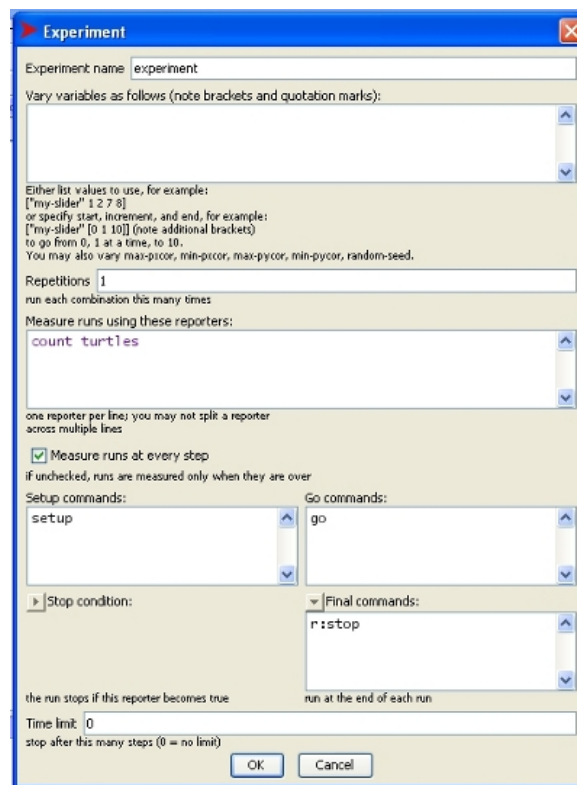 Experiment
Experiment name experiment
Vary variables as follows (note brackets and quotation marks):
Either list values to use, for example:
["my-slider" 1 2 7 8]
or specify start, increment, and end, for example:
["my-slider" [0 1 10]] (note additional brackets)
to go from 0, 1 at a time, to 10.
You may also vary max-pxcor, min-pxcor, max-pycor, min-pycor, random-seed.
Repetitions 1
run each combination this many times
Measure runs using these reporters:
count turtles
one reporter per line; you may not split a reporter
across multiple lines
Measure runs at every step
if unchecked, runs are measured only when they are over
Setup commands: Go commands:
setup go
Stop condition: Final commands:
r:stop
the run stops if this reporter becomes true run at the end of each run
Time limit 0
stop after this many steps (0 = no limit)
OK Cancel